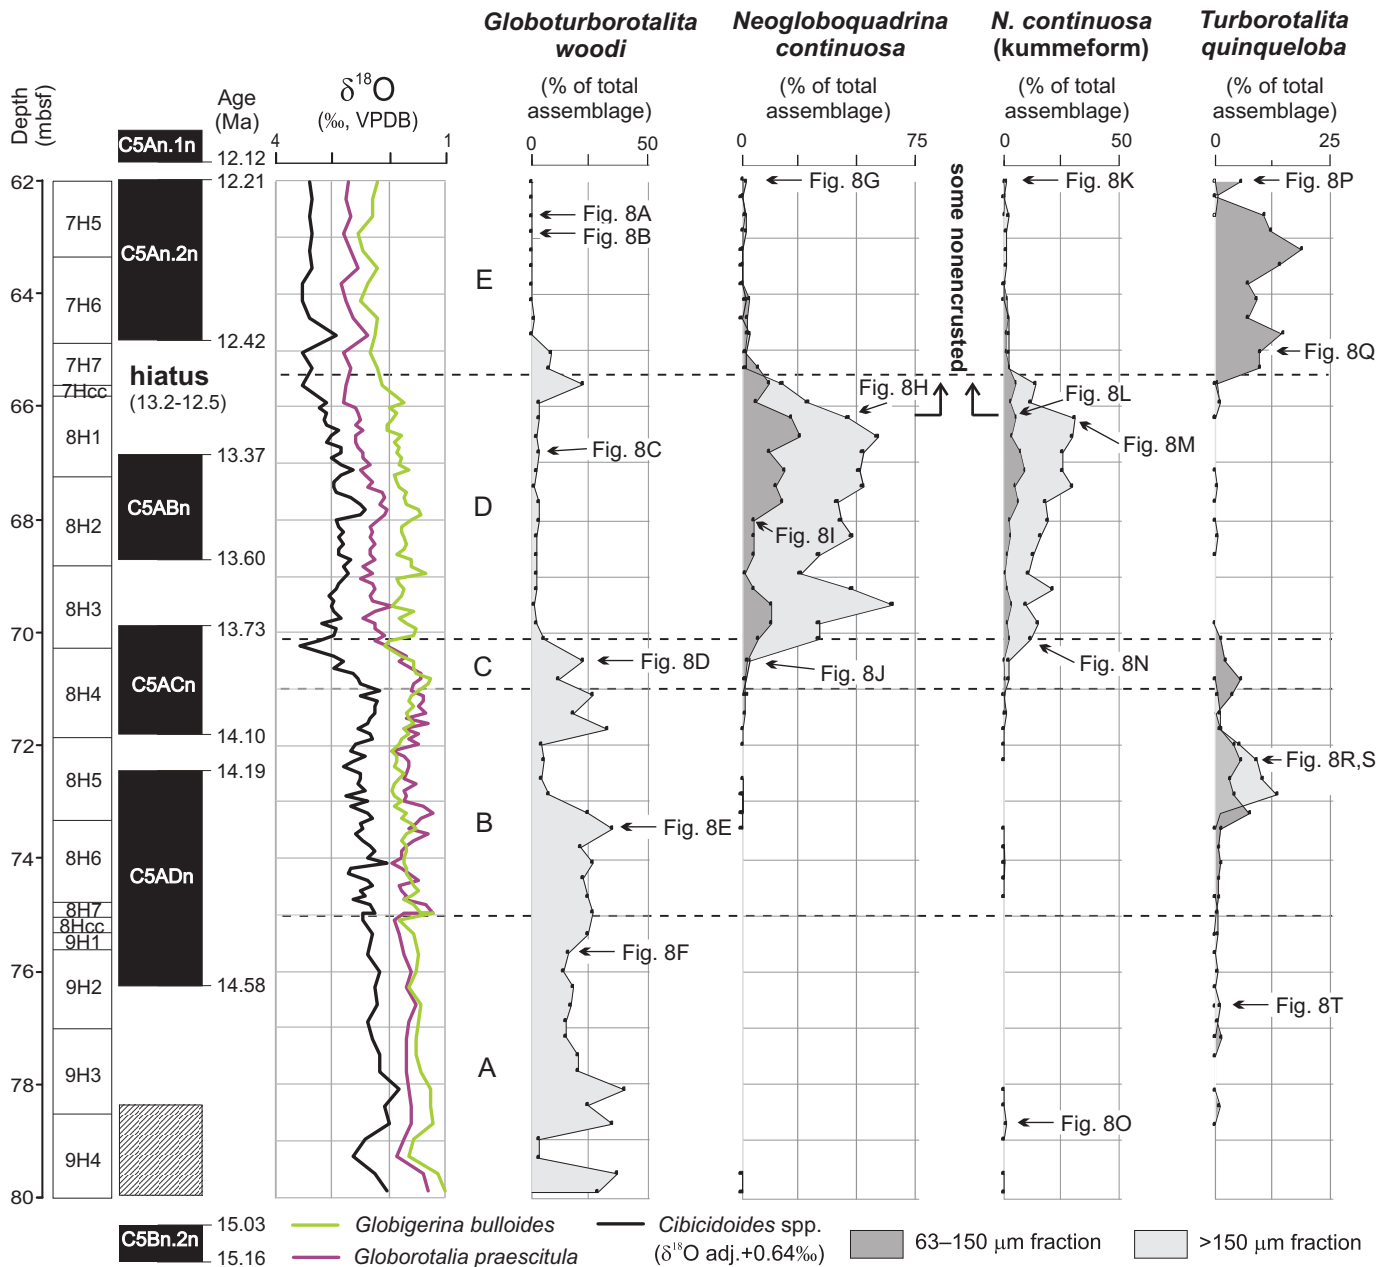 Globoturborotalita
woodi
Neogloboquadrina
continuosa
N. continuosa
(kummeform)
Turborotalita
quinqueloba
Depth
(mbsf)
Age
(Ma)
δ18O
(‰, VPDB)
(% of total
assemblage)
(% of total
assemblage)
(% of total
assemblage)
(% of total
assemblage)
4 1
0 50
0 75
0 50
0 25
C5An.1n
12.12
62
12.21
Fig. 8G
Fig. 8K
Fig. 8P
7H5
Fig. 8A
Fig. 8B
C5An.2n
some nonencrusted
E
64
7H6
12.42
Fig. 8Q
7H7
hiatus
(13.2-12.5)
7Hcc
Fig. 8H
Fig. 8L
66
8H1
Fig. 8C
Fig. 8M
13.37
C5ABn
D
68
8H2
Fig. 8I
13.60
8H3
13.73
70
Fig. 8D
C
Fig. 8J
Fig. 8N
C5ACn
8H4
14.10
72
Fig. 8R,S
14.19
8H5
B
Fig. 8E
74
8H6
C5ADn
8H7
8Hcc
9H1
Fig. 8F
76
9H2
14.58
Fig. 8T
A
78
9H3
Fig. 8O
9H4
80
C5Bn.2n
15.03
15.16
Globigerina bulloides
Globorotalia praescitula
Cibicidoides spp.
(δ18O adj.+0.64‰)
63–150 μm fraction
>150 μm fraction